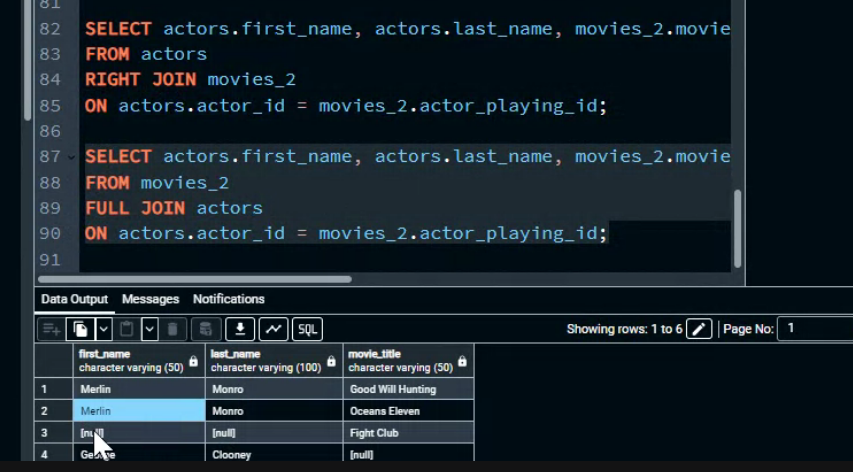 81
82 SELECT actors.first_name, actors.last_name, movies_2.movie
83 FROM actors
84 RIGHT JOIN movies_2
85 ON actors.actor_id = movies_2.actor_playing_id;
86
87 SELECT actors.first_name, actors.last_name, movies_2.movie
88 FROM movies_2
89 FULL JOIN actors
90 ON actors.actor_id = movies_2.actor_playing_id;
91
Data Output Messages Notifications
SQL Showing rows: 1 to 6 Page No: 1
first_name last_name movie_title
character varying (50) character varying (100) character varying (50)
1 Merlin Monro Good Will Hunting
2 Merlin Monro Oceans Eleven
3 [null] [null] Fight Club
4 George Clooney [null]